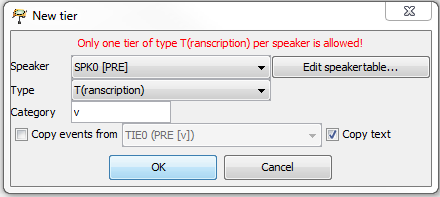 New tier
Only one tier of type T(ranscription) per speaker is allowed!
Speaker SPK0 [PRE] Edit speakertable...
Type T(ranscription)
Category v
Copy events from TIE0 (PRE [v]) Copy text
OK Cancel